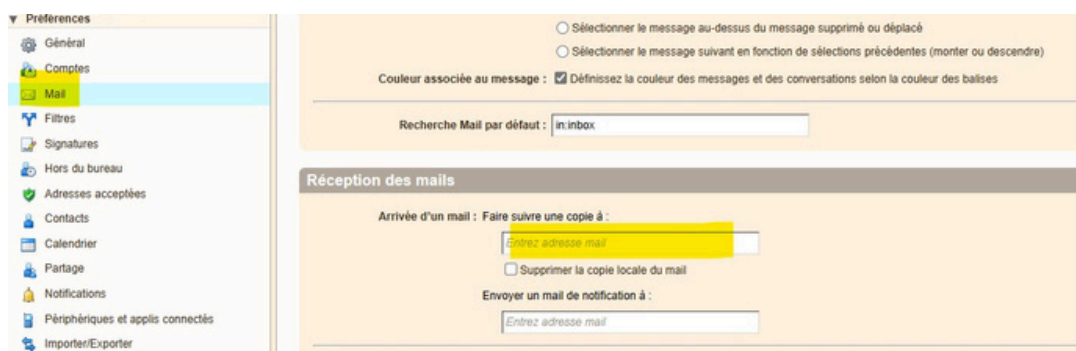 Préférences
Général
Comptes
Mail
Filtres
Signatures
Hors du bureau
Adresses acceptées
Contacts
Calendrier
Partage
Notifications
Périphériques et applis connectés
Importer/Exporter
Sélectionner le message au-dessus du message supprimé ou déplacé
Sélectionner le message suivant en fonction de sélections précédentes (monter ou descendre)
Couleur associée au message : Définissez la couleur des messages et des conversations selon la couleur des balises
Recherche Mail par défaut : in:inbox
Réception des mails
Arrivée d'un mail : Faire suivre une copie à :
Entrez adresse mail
Supprimer la copie locale du mail
Envoyer un mail de notification à :
Entrez adresse mail